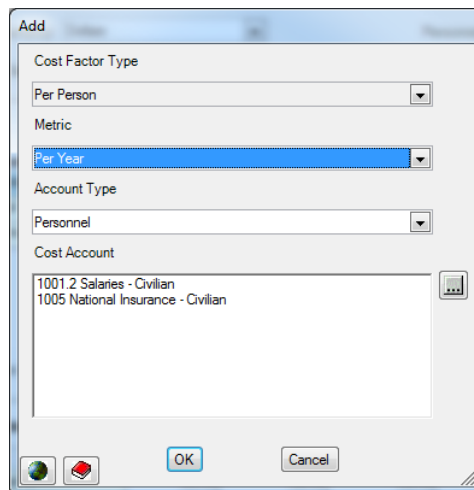 Add
Cost Factor Type
Per Person
Metric
Per Year
Account Type
Personnel
Cost Account
1001.2 Salaries - Civilian
1005 National Insurance - Civilian
...
OK
Cancel